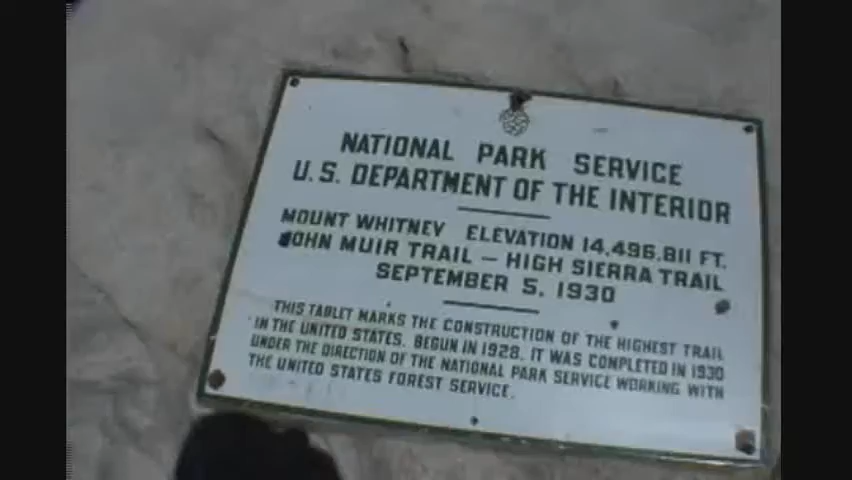 NATIONAL PARK SERVICE
U.S. DEPARTMENT OF THE INTERIOR
MOUNT WHITNEY ELEVATION 14,496.811 FT.
JOHN MUIR TRAIL – HIGH SIERRA TRAIL
SEPTEMBER 5, 1930
THIS TABLET MARKS THE CONSTRUCTION OF THE HIGHEST TRAIL
IN THE UNITED STATES. BEGUN IN 1928, IT WAS COMPLETED IN 1930
UNDER THE DIRECTION OF THE NATIONAL PARK SERVICE WORKING WITH
THE UNITED STATES FOREST SERVICE.